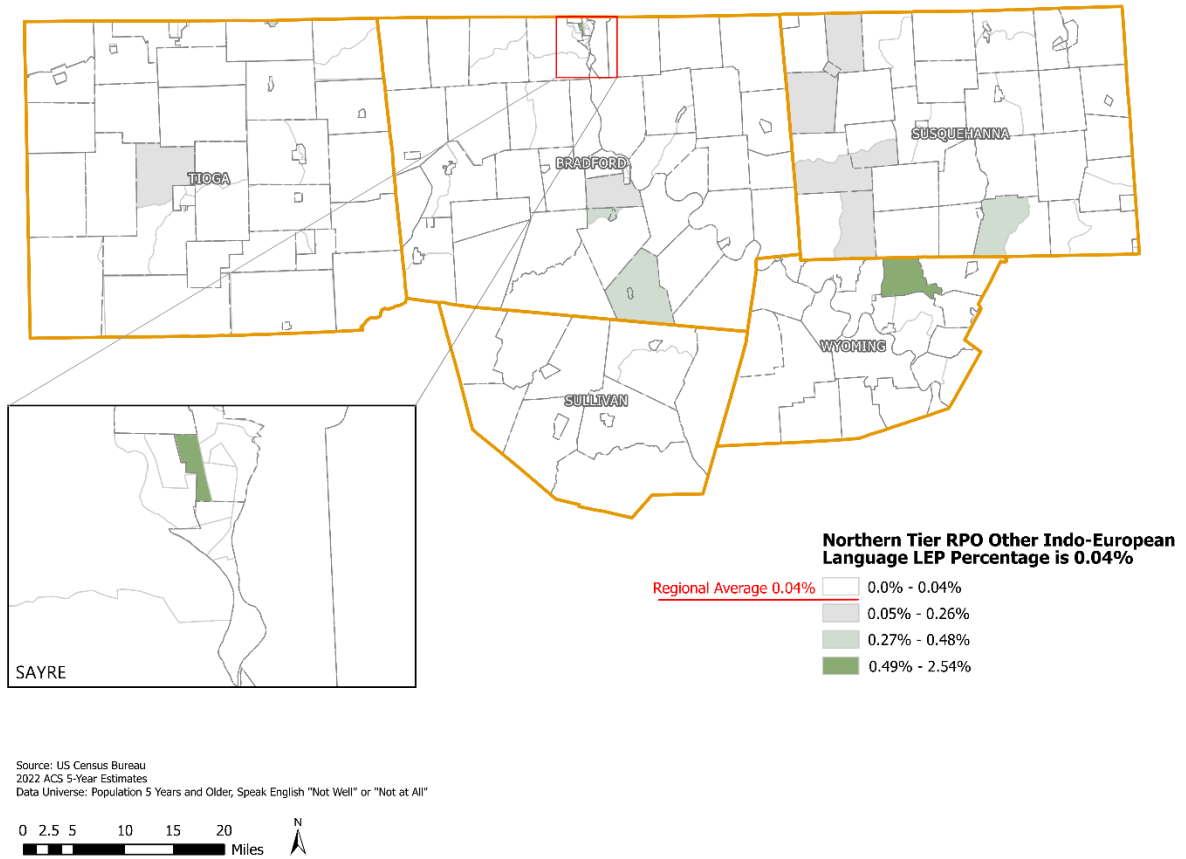 TIOGA
BRADFORD
SUSQUEHANNA
SULLIVAN
WYOMING
SAYRE
Northern Tier RPO Other Indo-European
Language LEP Percentage is 0.04%
Regional Average 0.04%
0.0% - 0.04%
0.05% - 0.26%
0.27% - 0.48%
0.49% - 2.54%
Source: US Census Bureau
2022 ACS 5-Year Estimates
Data Universe: Population 5 Years and Older, Speak English "Not Well" or "Not at All"
0 2.5 5 10 15 20
Miles
N